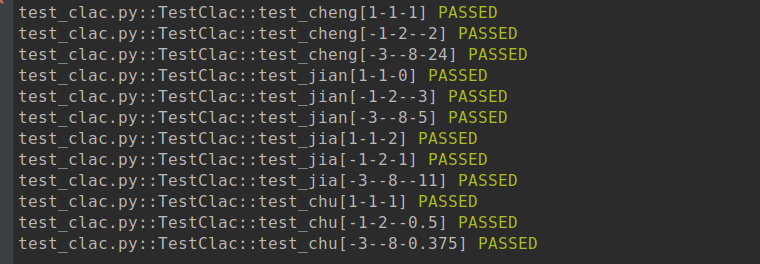 test_clac.py::TestClac::test_cheng[1-1-1] PASSED
test_clac.py::TestClac::test_cheng[-1-2--2] PASSED
test_clac.py::TestClac::test_cheng[-3--8-24] PASSED
test_clac.py::TestClac::test_jian[1-1-0] PASSED
test_clac.py::TestClac::test_jian[-1-2--3] PASSED
test_clac.py::TestClac::test_jian[-3--8-5] PASSED
test_clac.py::TestClac::test_jia[1-1-2] PASSED
test_clac.py::TestClac::test_jia[-1-2-1] PASSED
test_clac.py::TestClac::test_jia[-3--8--11] PASSED
test_clac.py::TestClac::test_chu[1-1-1] PASSED
test_clac.py::TestClac::test_chu[-1-2--0.5] PASSED
test_clac.py::TestClac::test_chu[-3--8-0.375] PASSED